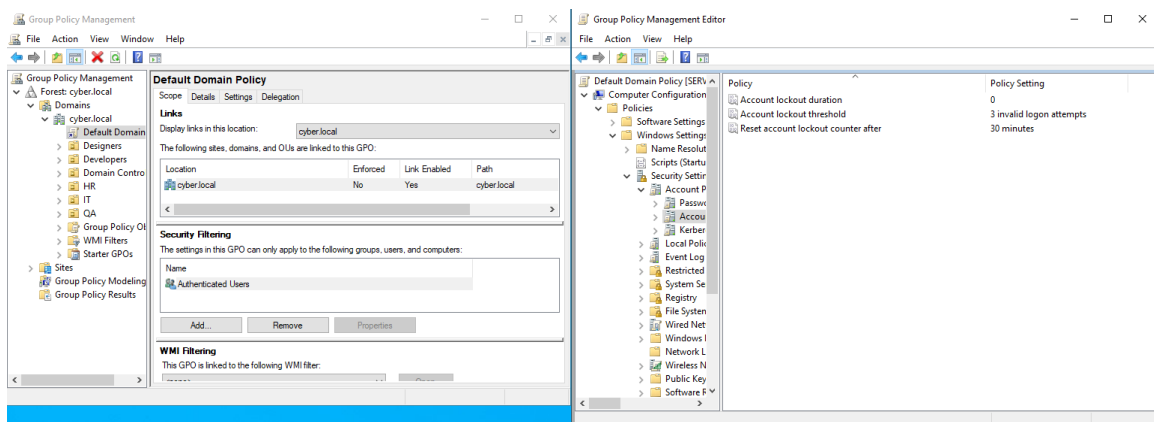 Group Policy Management
File Action View Window Help
Group Policy Management
Forest: cyber.local
Domains
cyber.local
Default Domain
Designers
Developers
Domain Contro
HR
IT
QA
Group Policy Ob
WMI Filters
Starter GPOs
Sites
Group Policy Modeling
Group Policy Results
Default Domain Policy
Scope Details Settings Delegation
Links
Display links in this location: cyber.local
The following sites, domains, and OUs are linked to this GPO:
Location Enforced Link Enabled Path
cyber.local No Yes cyber.local
Security Filtering
The settings in this GPO can only apply to the following groups, users, and computers:
Name
Authenticated Users
Add... Remove Properties
WMI Filtering
This GPO is linked to the following WMI filter:
Group Policy Management Editor
File Action View Help
Default Domain Policy [SERV
Computer Configuration
Policies
Software Settings
Windows Settings
Name Resolut
Scripts (Startu
Security Settin
Account P
Passwo
Accou
Kerber
Local Polic
Event Log
Restricted
System Se
Registry
File System
Wired Net
Windows
Network L
Wireless N
Public Key
Software R
Policy Policy Setting
Account lockout duration 0
Account lockout threshold 3 invalid logon attempts
Reset account lockout counter after 30 minutes